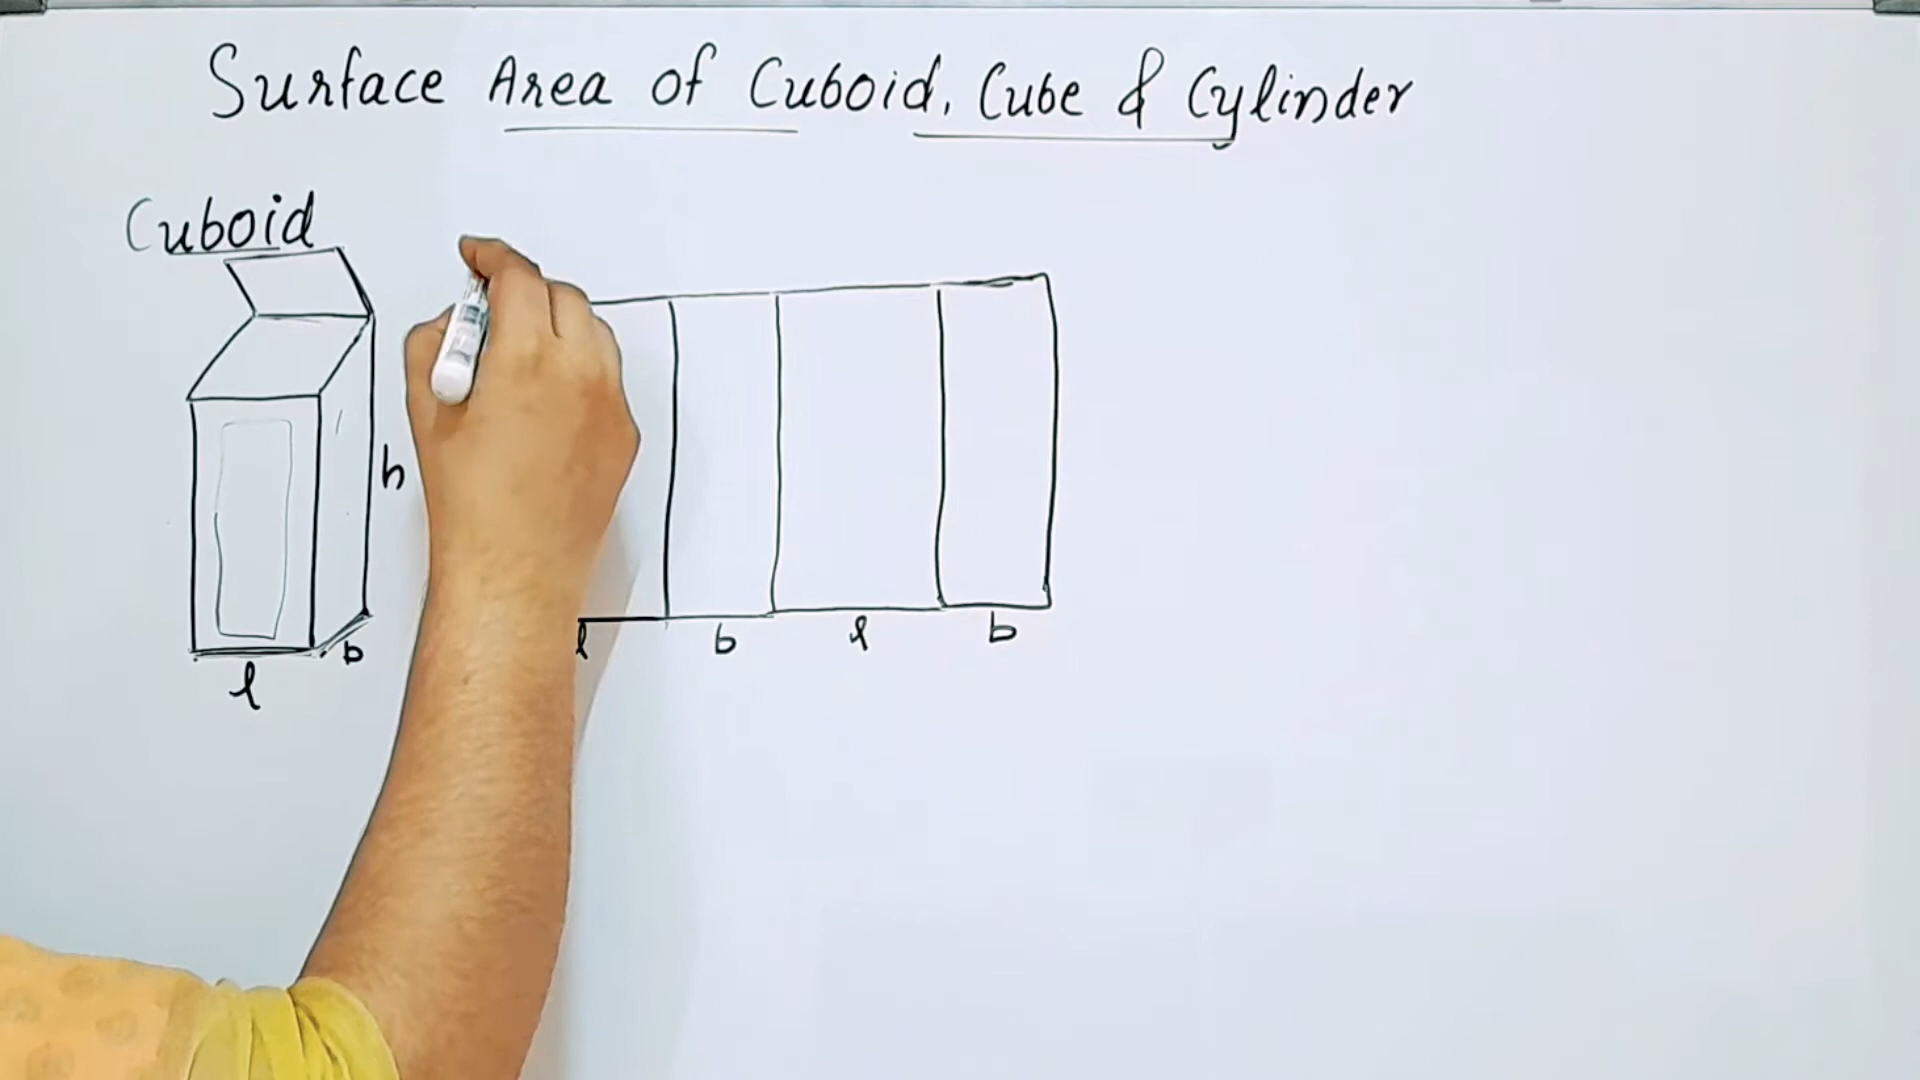 Surface Area of Cuboid, Cube & Cylinder
Cuboid
h
l b
l b l b